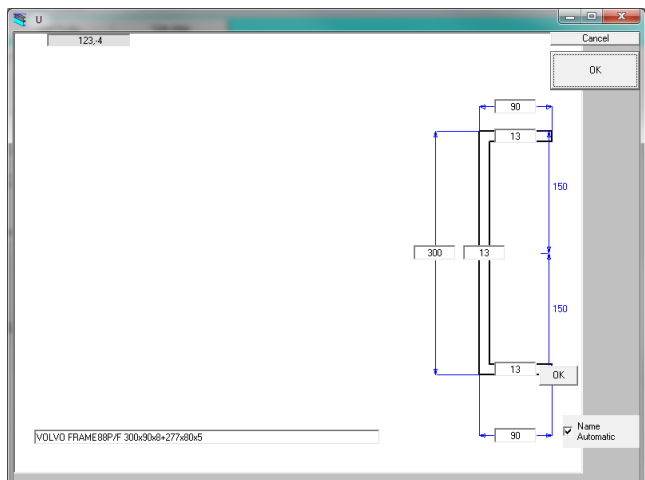 U
123,-4
Cancel
OK
90
13
150
300
13
150
13
OK
VOLVO FRAME88P/F 300x90x8+277x80x5
90
Name
Automatic